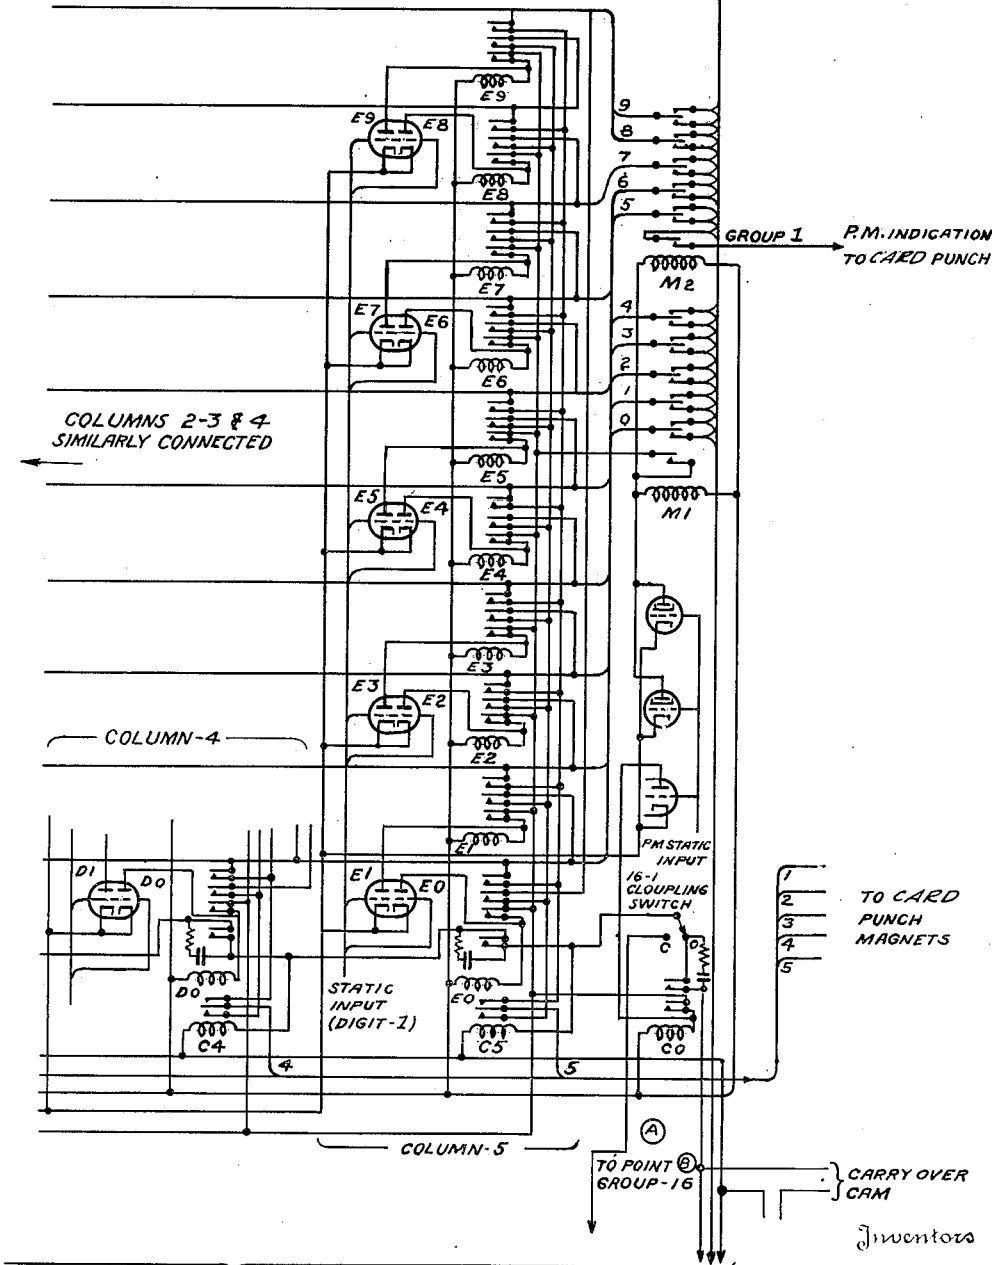 E9
E9
E8
E8
E7
E7
E6
E6
E5
E5
E4
E4
E3
E3
E2
E2
E1
E1
E0
E0
9
8
7
6
5
GROUP 1
P.M. INDICATION
TO CARD PUNCH
M2
4
3
2
1
0
M1
COLUMNS 2-3 & 4
SIMILARLY CONNECTED
COLUMN-4
D1
D0
D0
C4
4
STATIC
INPUT
(DIGIT-1)
C5
5
COLUMN-5
PM STATIC
INPUT
16-1
CLOUPLING
SWITCH
C
O
C0
1
2
3
4
5
TO CARD
PUNCH
MAGNETS
A
TO POINT B
GROUP-16
CARRY OVER
CAM
Inventors